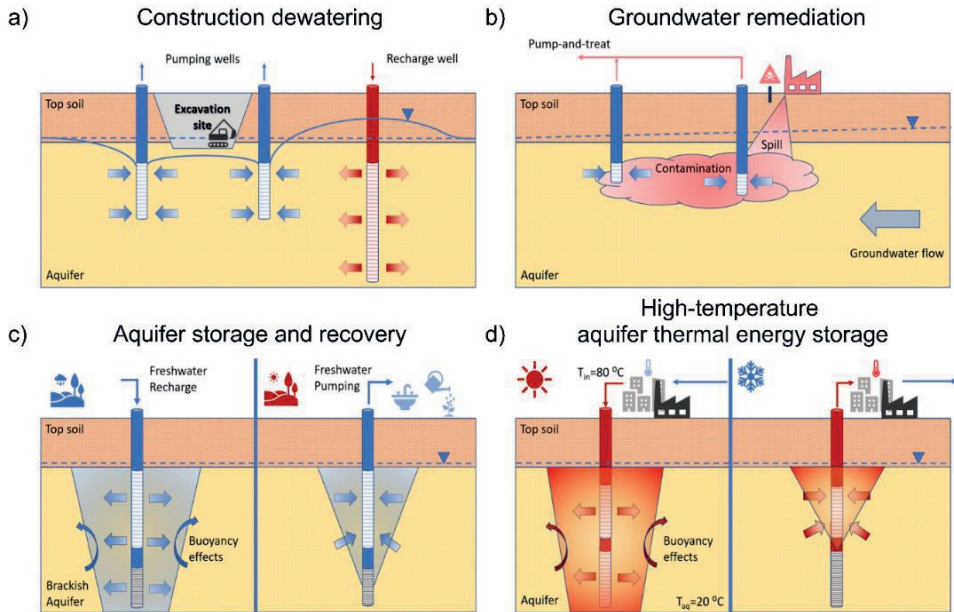 a) Construction dewatering
Pumping wells
Recharge well
Top soil
Excavation
site
Aquifer
b) Groundwater remediation
Pump-and-treat
Top soil
Spill
Contamination
Groundwater flow
Aquifer
c) Aquifer storage and recovery
Freshwater
Recharge
Freshwater
Pumping
Top soil
Buoyancy
effects
Brackish
Aquifer
d) High-temperature
aquifer thermal energy storage
Tin=80 ⁰C
Top soil
Buoyancy
effects
Aquifer
Taq=20 ⁰C